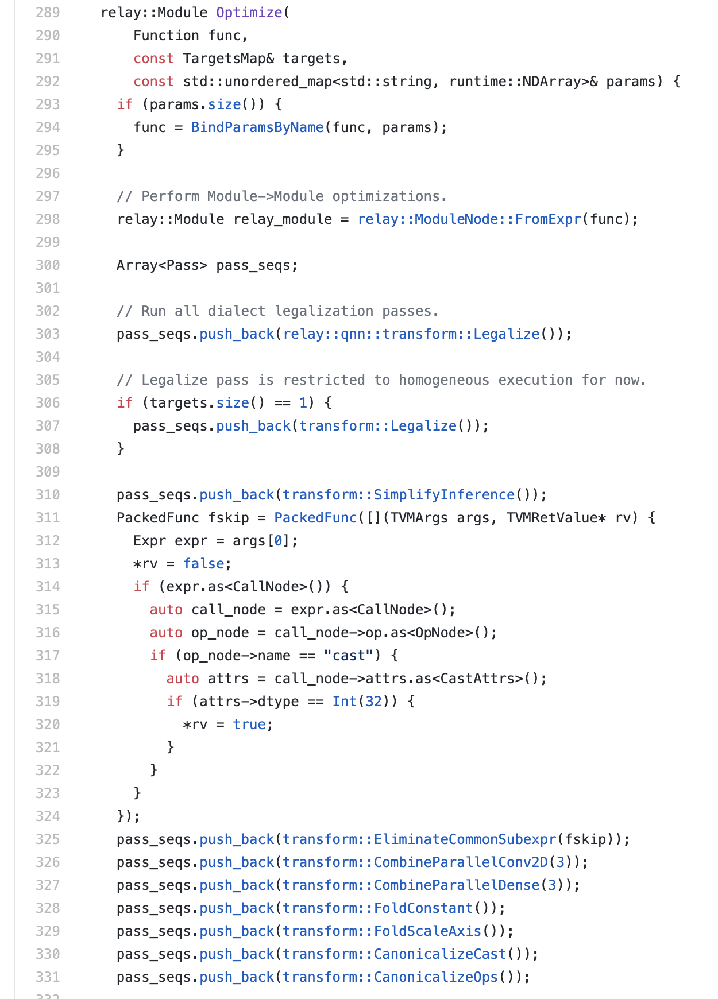 289 relay::Module Optimize(
290 Function func,
291 const TargetsMap& targets,
292 const std::unordered_map<std::string, runtime::NDArray>& params) {
293 if (params.size()) {
294 func = BindParamsByName(func, params);
295 }
296
297 // Perform Module->Module optimizations.
298 relay::Module relay_module = relay::ModuleNode::FromExpr(func);
299
300 Array<Pass> pass_seqs;
301
302 // Run all dialect legalization passes.
303 pass_seqs.push_back(relay::qnn::transform::Legalize());
304
305 // Legalize pass is restricted to homogeneous execution for now.
306 if (targets.size() == 1) {
307 pass_seqs.push_back(transform::Legalize());
308 }
309
310 pass_seqs.push_back(transform::SimplifyInference());
311 PackedFunc fskip = PackedFunc([](TVMArgs args, TVMRetValue* rv) {
312 Expr expr = args[0];
313 *rv = false;
314 if (expr.as<CallNode>()) {
315 auto call_node = expr.as<CallNode>();
316 auto op_node = call_node->op.as<OpNode>();
317 if (op_node->name == "cast") {
318 auto attrs = call_node->attrs.as<CastAttrs>();
319 if (attrs->dtype == Int(32)) {
320 *rv = true;
321 }
322 }
323 }
324 });
325 pass_seqs.push_back(transform::EliminateCommonSubexpr(fskip));
326 pass_seqs.push_back(transform::CombineParallelConv2D(3));
327 pass_seqs.push_back(transform::CombineParallelDense(3));
328 pass_seqs.push_back(transform::FoldConstant());
329 pass_seqs.push_back(transform::FoldScaleAxis());
330 pass_seqs.push_back(transform::CanonicalizeCast());
331 pass_seqs.push_back(transform::CanonicalizeOps());